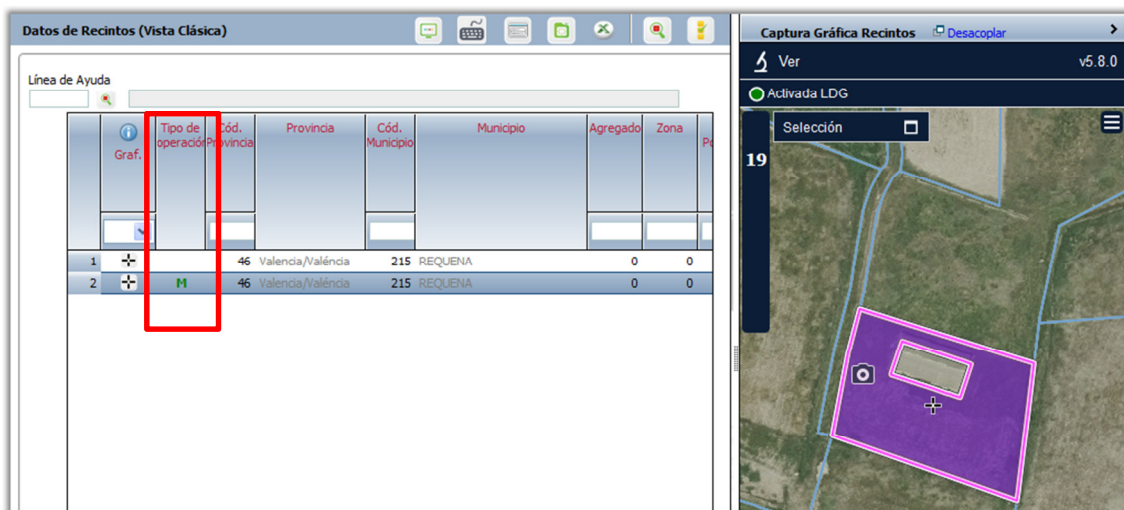 Datos de Recintos (Vista Clásica)
Línea de Ayuda
Graf.
Tipo de operación
Cód. Provincia
Provincia
Cód. Municipio
Municipio
Agregado
Zona
1 46 Valencia/Valéncia 215 REQUENA 0 0
2 M 46 Valencia/Valéncia 215 REQUENA 0 0
Captura Gráfica Recintos Desacoplar
Ver v5.8.0
Activada LDG
Selección
19